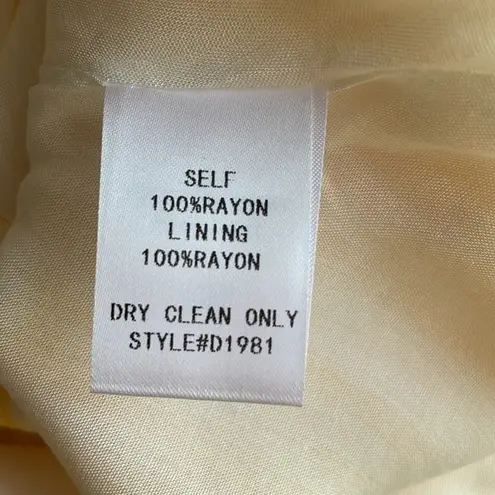 SELF
100%RAYON
LINING
100%RAYON
DRY CLEAN ONLY
STYLE#D1981